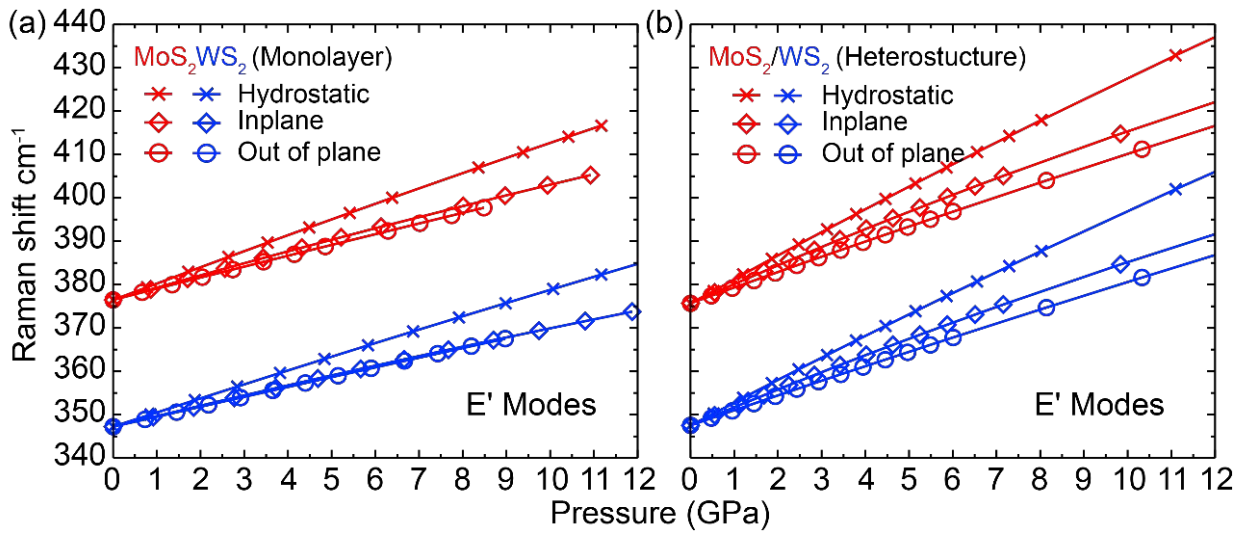 (a)
MoS2WS2 (Monolayer)
Hydrostatic
Inplane
Out of plane
E' Modes
440
430
420
410
400
390
380
370
360
350
340
0 1 2 3 4 5 6 7 8 9 10 11 12
Raman shift cm-1
(b)
MoS2/WS2 (Heterostucture)
Hydrostatic
Inplane
Out of plane
E' Modes
0 1 2 3 4 5 6 7 8 9 10 11 12
Pressure (GPa)